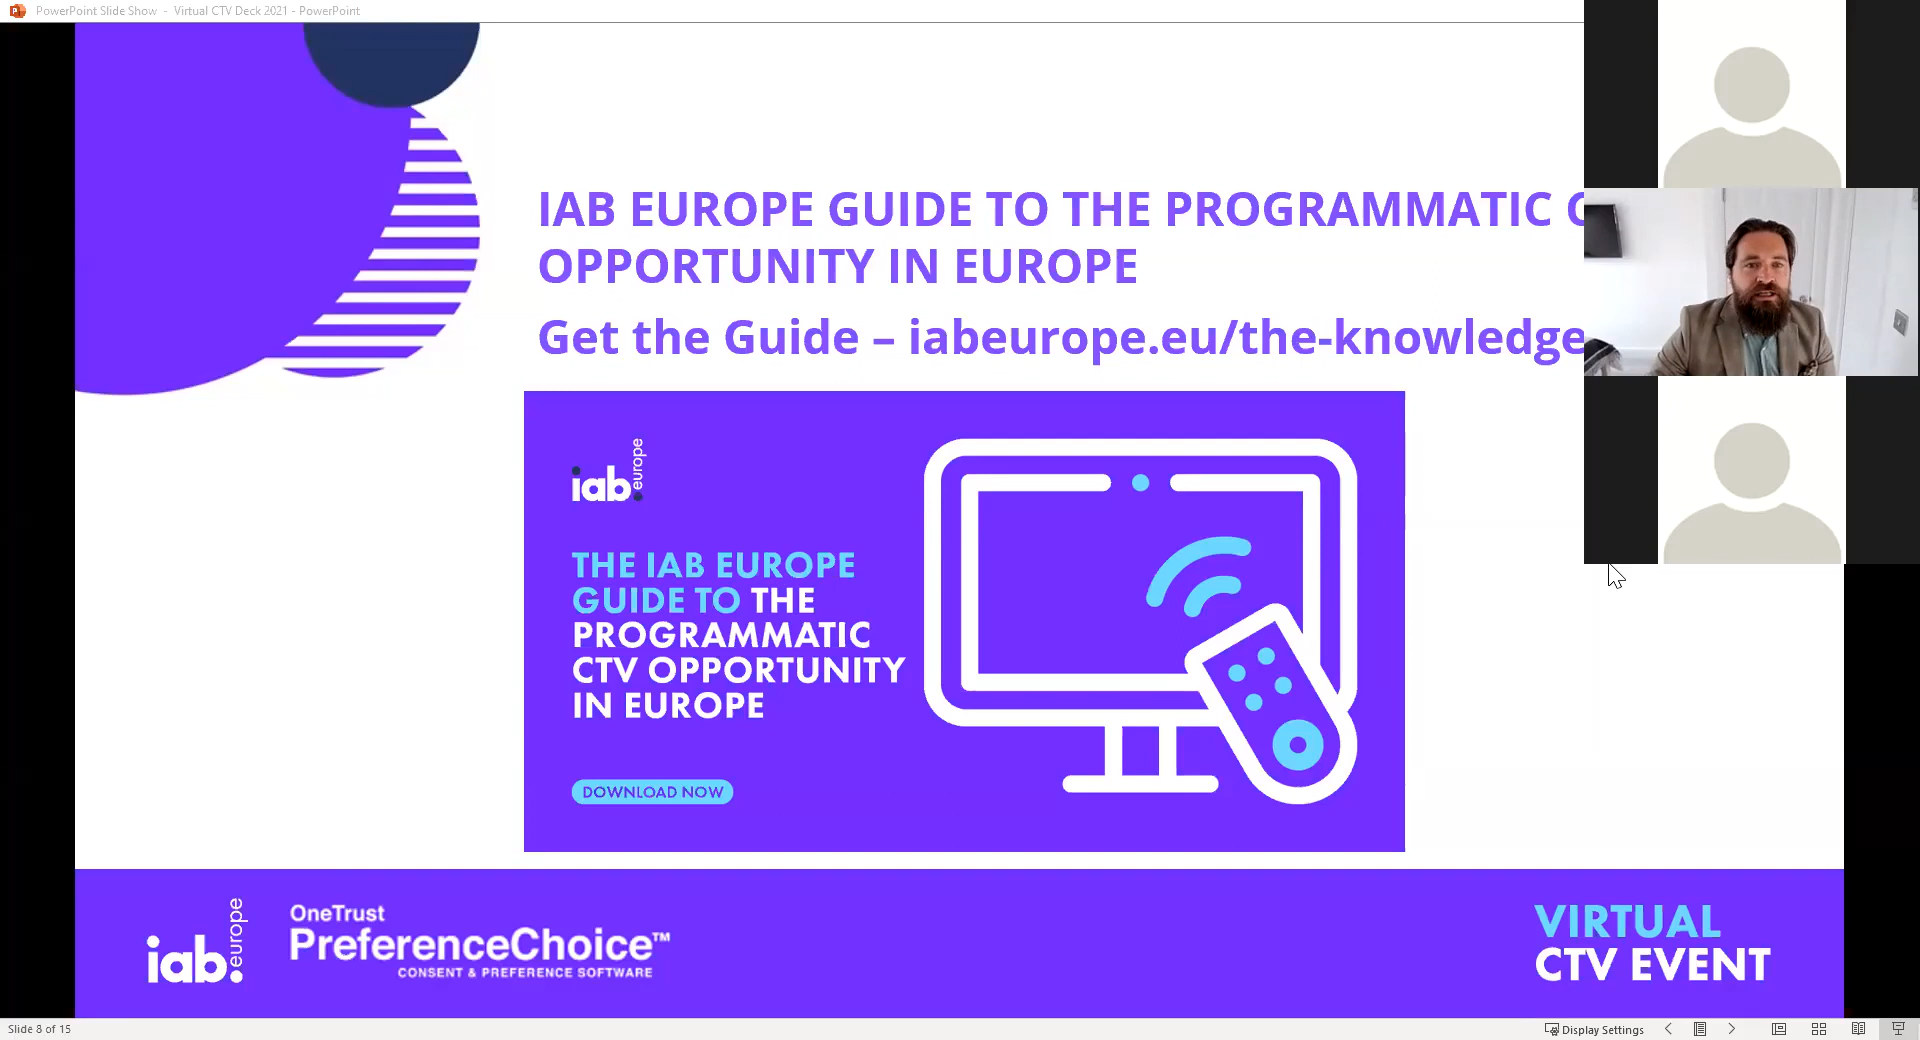 PowerPoint Slide Show - Virtual CTV Deck 2021 - PowerPoint
IAB EUROPE GUIDE TO THE PROGRAMMATIC
OPPORTUNITY IN EUROPE
Get the Guide – iabeurope.eu/the-knowledge
iab europe
THE IAB EUROPE
GUIDE TO THE
PROGRAMMATIC
CTV OPPORTUNITY
IN EUROPE
DOWNLOAD NOW
iab europe
OneTrust
PreferenceChoice™
CONSENT & PREFERENCE SOFTWARE
VIRTUAL
CTV EVENT
Slide 8 of 15
Display Settings